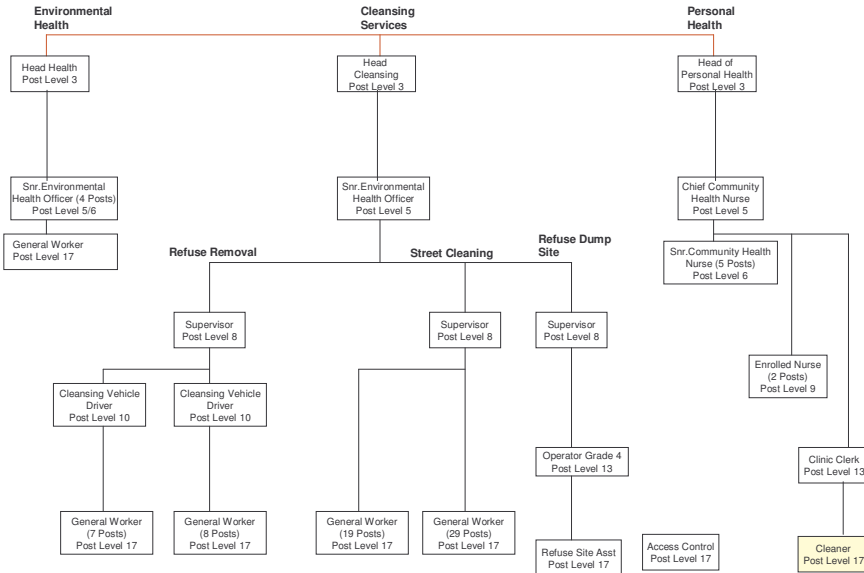 Environmental
Health
Cleansing
Services
Personal
Health
Head Health
Post Level 3
Head
Cleansing
Post Level 3
Head of
Personal Health
Post Level 3
Snr.Environmental
Health Officer (4 Posts)
Post Level 5/6
Snr.Environmental
Health Officer
Post Level 5
Chief Community
Health Nurse
Post Level 5
General Worker
Post Level 17
Refuse Removal
Street Cleaning
Refuse Dump
Site
Snr.Community Health
Nurse (5 Posts)
Post Level 6
Supervisor
Post Level 8
Supervisor
Post Level 8
Supervisor
Post Level 8
Enrolled Nurse
(2 Posts)
Post Level 9
Cleansing Vehicle
Driver
Post Level 10
Cleansing Vehicle
Driver
Post Level 10
Operator Grade 4
Post Level 13
Clinic Clerk
Post Level 13
General Worker
(7 Posts)
Post Level 17
General Worker
(8 Posts)
Post Level 17
General Worker
(19 Posts)
Post Level 17
General Worker
(29 Posts)
Post Level 17
Refuse Site Asst
Post Level 17
Access Control
Post Level 17
Cleaner
Post Level 17